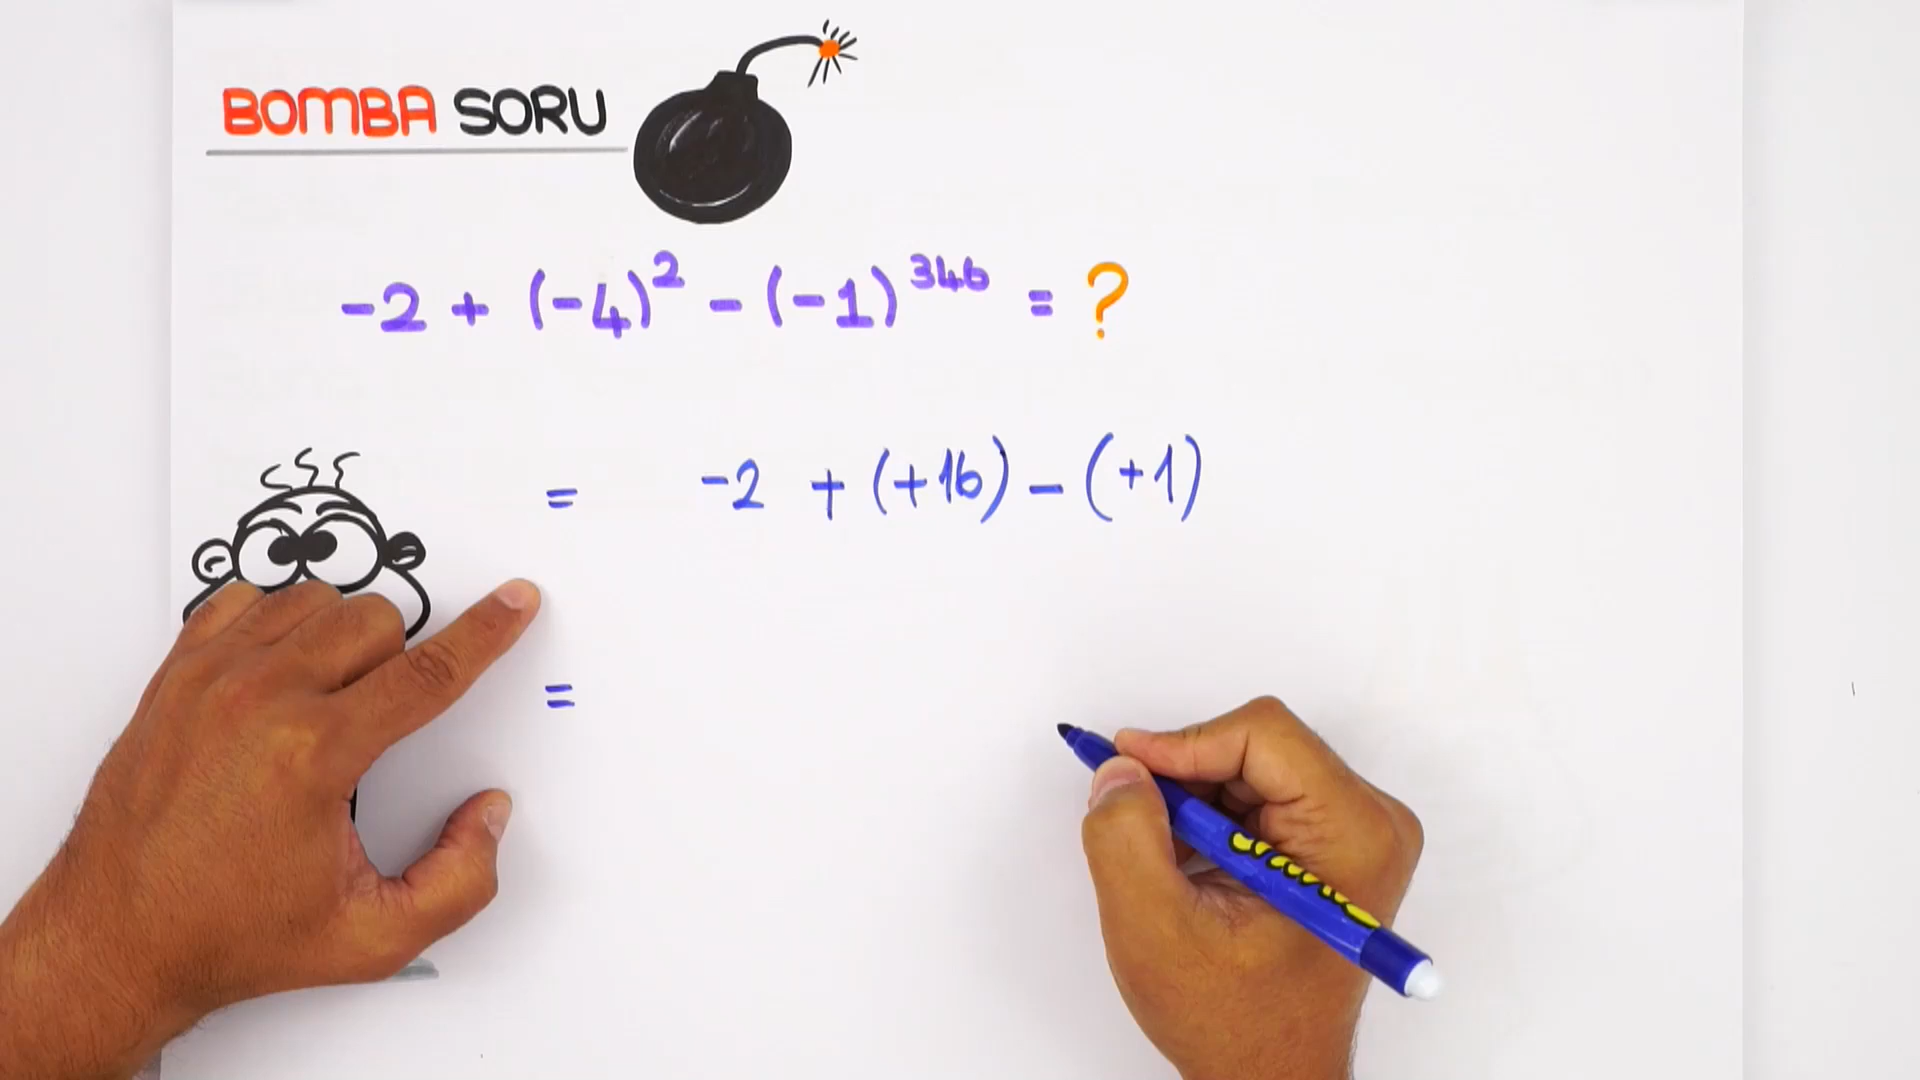 BOMBA SORU
-2 + (-4)² - (-1)³⁴⁶ = ?
= -2 + (+16) - (+1)
=